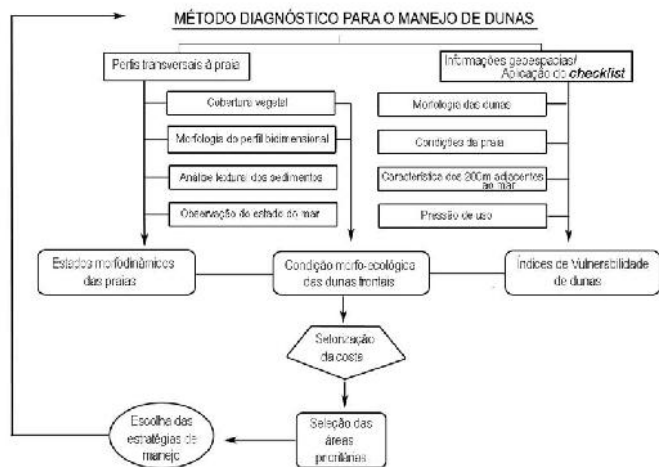 MÉTODO DIAGNÓSTICO PARA O MANEJO DE DUNAS
Perfis transversais à praia
Informações geoespacias/
Aplicação do checklist
Cobertura vegetal
Morfologia do perfil bidimensional
Análise textural dos sedimentos
Observação do estado do mar
Morfologia das dunas
Condições da praia
Característica dos 200m adjacentes
ao mar
Pressão de uso
Estados morfodinâmicos
das praias
Condição morfo-ecológica
das dunas frontais
Índices de Vulnerabilidade
de dunas
Setorização
da costa
Seleção das
áreas
prioritárias
Escolha das
estratégias de
manejo